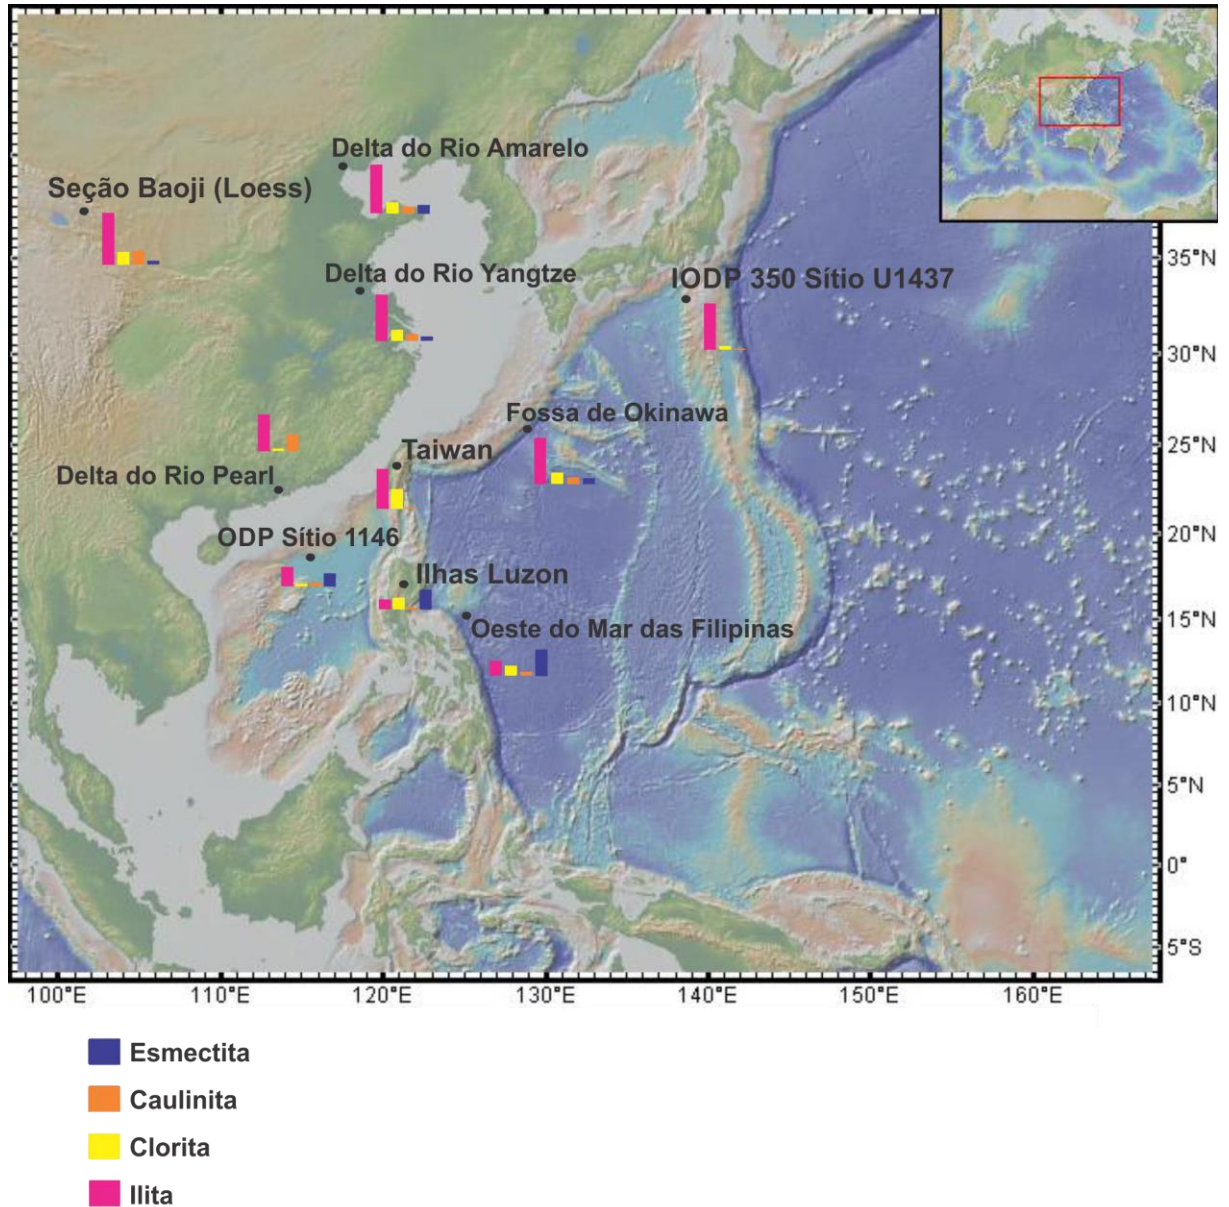 Delta do Rio Amarelo
Seção Baoji (Loess)
Delta do Rio Yangtze
IODP 350 Sítio U1437
Fossa de Okinawa
Taiwan
Delta do Rio Pearl
ODP Sítio 1146
Ilhas Luzon
Oeste do Mar das Filipinas
35°N
30°N
25°N
20°N
15°N
10°N
5°N
0°
5°S
100°E 110°E 120°E 130°E 140°E 150°E 160°E
Esmectita
Caulinita
Clorita
Ilita